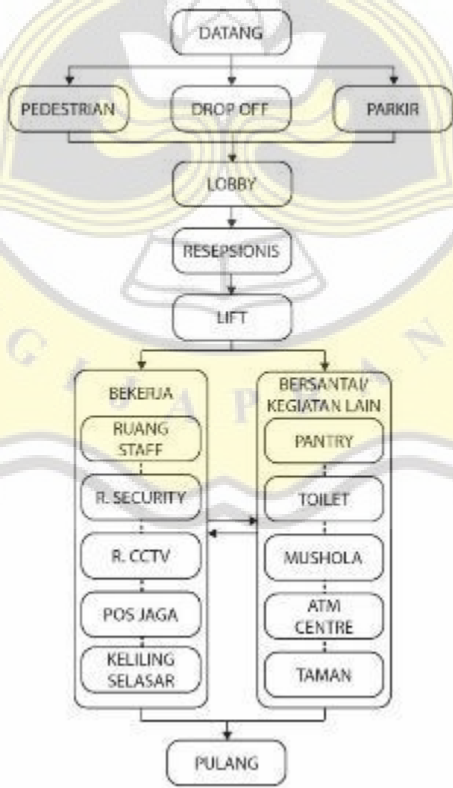 DATANG
PEDESTRIAN
DROP OFF
PARKIR
LOBBY
RESEPSIONIS
LIFT
BEKERJA
RUANG
STAFF
R. SECURITY
R. CCTV
POS JAGA
KELILING
SELASAR
BERSANTAI/
KEGIATAN LAIN
PANTRY
TOILET
MUSHOLA
ATM
CENTRE
TAMAN
PULANG